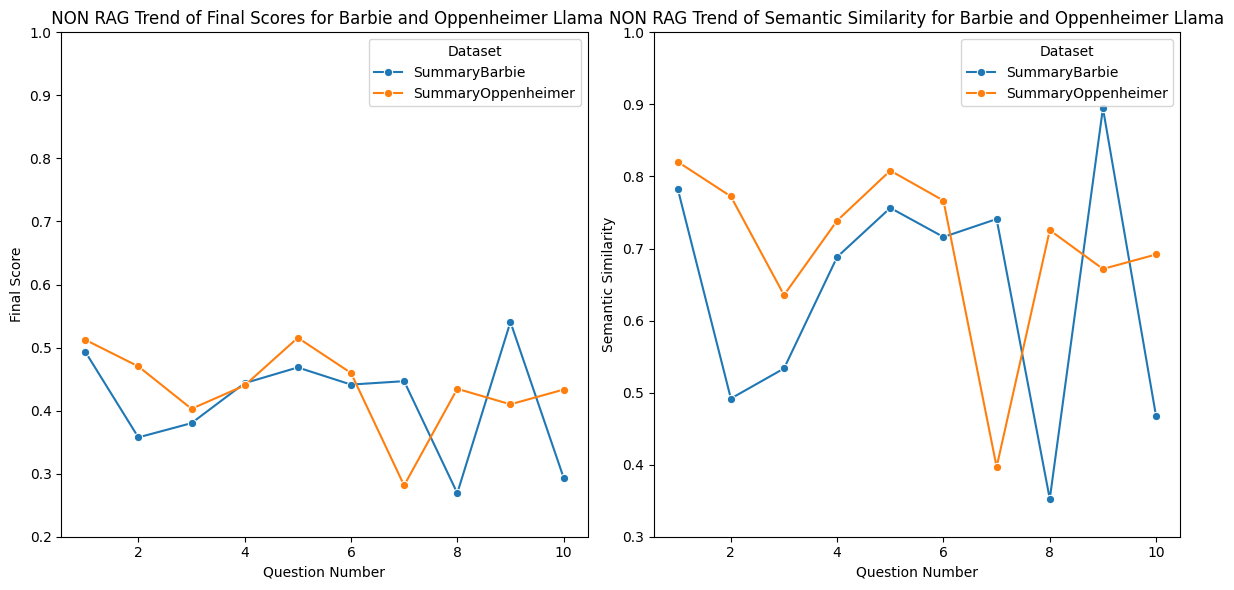 NON RAG Trend of Final Scores for Barbie and Oppenheimer Llama
1.0
0.9
0.8
0.7
0.6
0.5
0.4
0.3
0.2
Final Score
2
4
6
8
10
Question Number
Dataset
SummaryBarbie
SummaryOppenheimer
NON RAG Trend of Semantic Similarity for Barbie and Oppenheimer Llama
1.0
0.9
0.8
0.7
0.6
0.5
0.4
0.3
Semantic Similarity
2
4
6
8
10
Question Number
Dataset
SummaryBarbie
SummaryOppenheimer